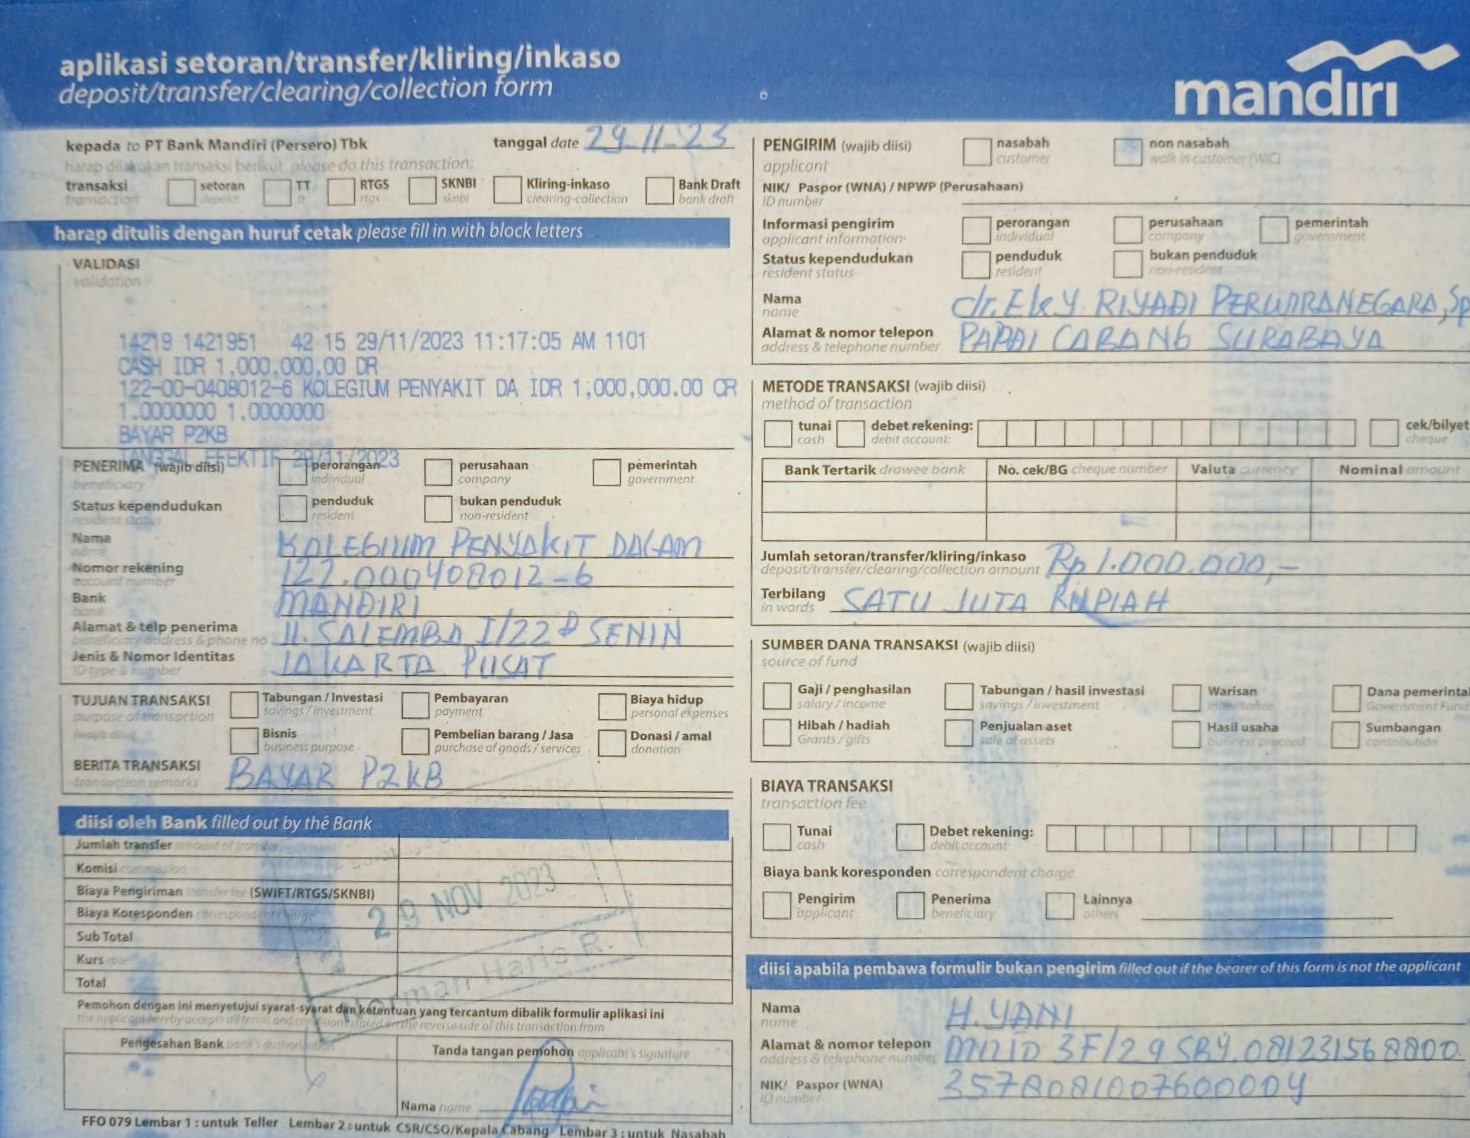 aplikasi setoran/transfer/kliring/inkaso
deposit/transfer/clearing/collection form
mandiri
kepada to PT Bank Mandiri (Persero) Tbk
tanggal date 29-11-23
harap dilakukan transaksi berikut please do this transaction:
transaksi setoran TT RTGS SKNBI Kliring-inkaso Bank Draft
transaction deposit tt rtgs sknbi clearing-collection bank draft
harap ditulis dengan huruf cetak please fill in with block letters
VALIDASI
validation
14219 1421951 42 15 29/11/2023 11:17:05 AM 1101
CASH IDR 1,000,000.00 DR
122-00-0408012-6 KOLEGIUM PENYAKIT DA IDR 1,000,000.00 CR
1.0000000 1.0000000
BAYAR P2KB
TANGGAL EFEKTIF 29/11/2023
PENERIMA (wajib diisi) perorangan perusahaan pemerintah
beneficiary individual company government
Status kependudukan penduduk bukan penduduk
resident status resident non-resident
Nama KOLEGIUM PENYAKIT DALAM
name
Nomor rekening 122.000408012-6
account number
Bank MANDIRI
bank
Alamat & telp penerima JL. SALEMBA I/22 D SENIN
beneficiary address & phone no
Jenis & Nomor Identitas JAKARTA PUSAT
ID type & number
TUJUAN TRANSAKSI Tabungan / Investasi Pembayaran Biaya hidup
purpose of transaction savings / investment payment personal expenses
(wajib diisi) Bisnis Pembelian barang / Jasa Donasi / amal
business purpose purchase of goods / services donation
BERITA TRANSAKSI BAYAR P2KB
transaction remarks
diisi oleh Bank filled out by the Bank
Jumlah transfer amount of transfer
Komisi commission
Biaya Pengiriman transfer fee (SWIFT/RTGS/SKNBI)
Biaya Koresponden correspondent charge
Sub Total
Kurs rate
Total
29 NOV. 2023
Haris R.
Pemohon dengan ini menyetujui syarat-syarat dan ketentuan yang tercantum dibalik formulir aplikasi ini
the applicant hereby accepts all terms and conditions stated on the reverse side of this transaction from
Pengesahan Bank bank's authorization
Tanda tangan pemohon applicant's signature
Nama name
FFO 079 Lembar 1 : untuk Teller Lembar 2 : untuk CSR/CSO/Kepala Cabang Lembar 3 : untuk Nasabah
PENGIRIM (wajib diisi) nasabah non nasabah
applicant customer walk in customer (WIC)
NIK/ Paspor (WNA) / NPWP (Perusahaan)
ID number
Informasi pengirim perorangan perusahaan pemerintah
applicant information individual company government
Status kependudukan penduduk bukan penduduk
resident status resident non-resident
Nama dr. EKY RIYADI PERWIRANEGARA, Sp
name
Alamat & nomor telepon PAPDI CABANG SURABAYA
address & telephone number
METODE TRANSAKSI (wajib diisi)
method of transaction
tunai debet rekening: cek/bilyet
cash debit account: cheque
Bank Tertarik drawee bank No. cek/BG cheque number Valuta currency Nominal amount
Jumlah setoran/transfer/kliring/inkaso Rp 1.000.000,-
deposit/transfer/clearing/collection amount
Terbilang SATU JUTA RUPIAH
in words
SUMBER DANA TRANSAKSI (wajib diisi)
source of fund
Gaji / penghasilan Tabungan / hasil investasi Warisan Dana pemerinta
salary / income savings / investment inheritance Government Fund
Hibah / hadiah Penjualan aset Hasil usaha Sumbangan
Grants / gifts sale of assets business proceed contribution
BIAYA TRANSAKSI
transaction fee
Tunai Debet rekening:
cash debit account:
Biaya bank koresponden correspondent charge
Pengirim Penerima Lainnya
applicant beneficiary others
diisi apabila pembawa formulir bukan pengirim filled out if the bearer of this form is not the applicant
Nama H. YANI
name
Alamat & nomor telepon 3F/29 SBY. 081231568800
address & telephone number
NIK/ Paspor (WNA) 3578081007600004
ID number